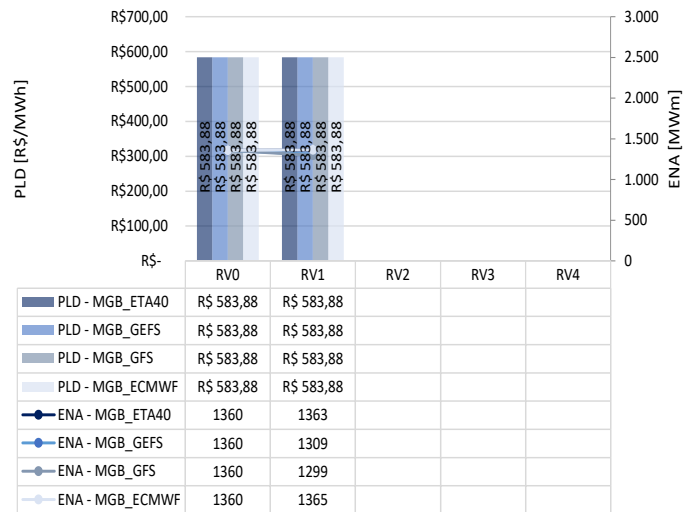 R$700,00
R$600,00
R$500,00
R$400,00
R$300,00
R$200,00
R$100,00
R$-
PLD [R$/MWh]
R$ 583,88
R$ 583,88
R$ 583,88
R$ 583,88
R$ 583,88
R$ 583,88
R$ 583,88
R$ 583,88
3.000
2.500
2.000
1.500
1.000
500
0
ENA [MWm]
RV0 RV1 RV2 RV3 RV4
PLD - MGB_ETA40 R$ 583,88 R$ 583,88
PLD - MGB_GEFS R$ 583,88 R$ 583,88
PLD - MGB_GFS R$ 583,88 R$ 583,88
PLD - MGB_ECMWF R$ 583,88 R$ 583,88
ENA - MGB_ETA40 1360 1363
ENA - MGB_GEFS 1360 1309
ENA - MGB_GFS 1360 1299
ENA - MGB_ECMWF 1360 1365